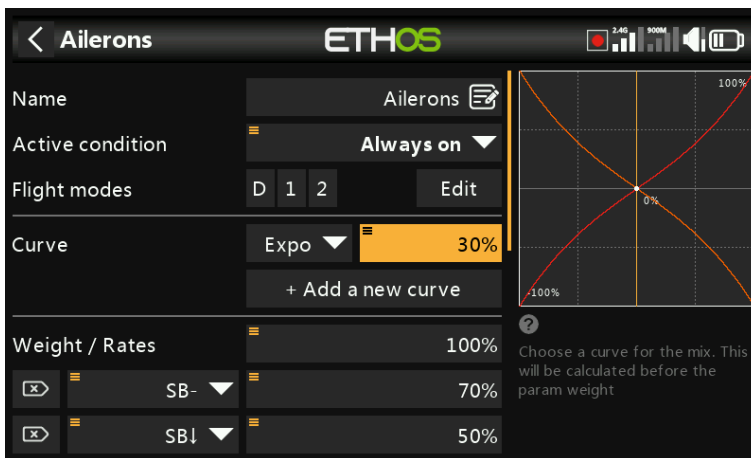 Ailerons
ETHOS
2.4G 900M
Name Ailerons
Active condition Always on
Flight modes D 1 2 Edit
Curve Expo 30%
+ Add a new curve
Weight / Rates 100%
SB- 70%
SB↓ 50%
100%
0%
-100%
Choose a curve for the mix. This
will be calculated before the
param weight